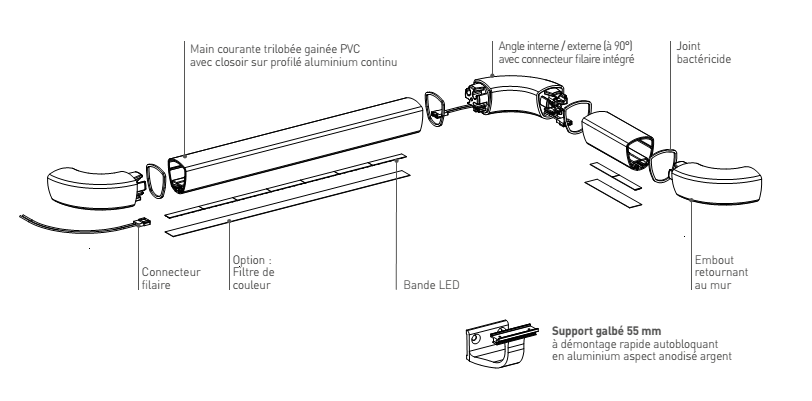 Main courante trilobée gainée PVC
avec closoir sur profilé aluminium continu
Angle interne / externe (à 90°)
avec connecteur filaire intégré
Joint
bactéricide
Connecteur
filaire
Option :
Filtre de
couleur
Bande LED
Embout
retournant
au mur
Support galbé 55 mm
à démontage rapide autobloquant
en aluminium aspect anodisé argent